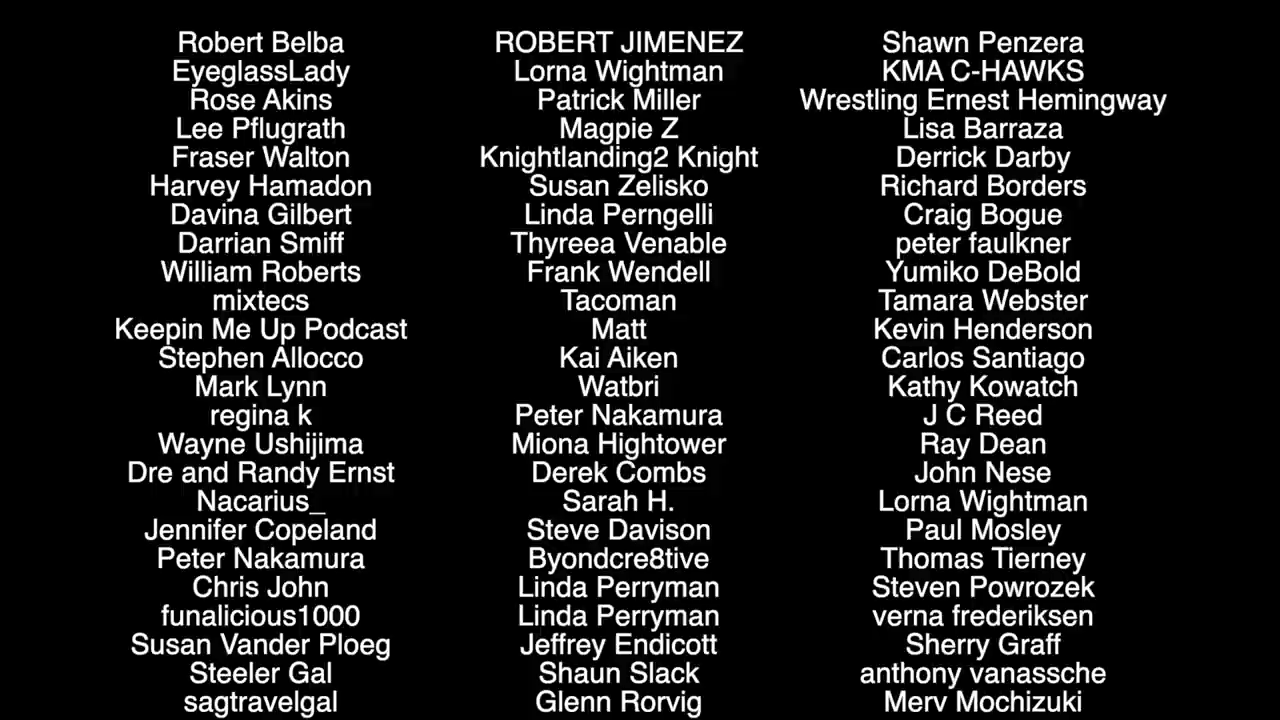 Robert Belba
EyeglassLady
Rose Akins
Lee Pflugrath
Fraser Walton
Harvey Hamadon
Davina Gilbert
Darrian Smiff
William Roberts
mixtecs
Keepin Me Up Podcast
Stephen Allocco
Mark Lynn
regina k
Wayne Ushijima
Dre and Randy Ernst
Nacarius_
Jennifer Copeland
Peter Nakamura
Chris John
funalicious1000
Susan Vander Ploeg
Steeler Gal
sagtravelgal
ROBERT JIMENEZ
Lorna Wightman
Patrick Miller
Magpie Z
Knightlanding2 Knight
Susan Zelisko
Linda Perngelli
Thyreea Venable
Frank Wendell
Tacoman
Matt
Kai Aiken
Watbri
Peter Nakamura
Miona Hightower
Derek Combs
Sarah H.
Steve Davison
Byondcre8tive
Linda Perryman
Linda Perryman
Jeffrey Endicott
Shaun Slack
Glenn Rorvig
Shawn Penzera
KMA C-HAWKS
Wrestling Ernest Hemingway
Lisa Barraza
Derrick Darby
Richard Borders
Craig Bogue
peter faulkner
Yumiko DeBold
Tamara Webster
Kevin Henderson
Carlos Santiago
Kathy Kowatch
J C Reed
Ray Dean
John Nese
Lorna Wightman
Paul Mosley
Thomas Tierney
Steven Powrozek
verna frederiksen
Sherry Graff
anthony vanassche
Merv Mochizuki